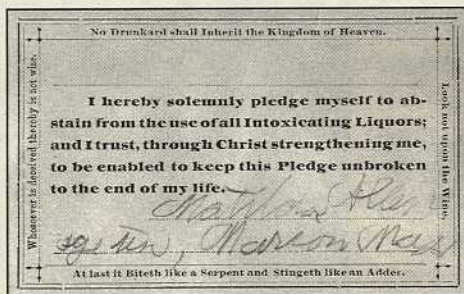 No Drunkard shall Inherit the Kingdom of Heaven.
Whosoever is deceived thereby is not wise.
I hereby solemnly pledge myself to ab-
stain from the use of all Intoxicating Liquors;
and I trust, through Christ strengthening me,
to be enabled to keep this Pledge unbroken
to the end of my life.
age ten, Marion Mass
Look not upon the Wine.
At last it Biteth like a Serpent and Stingeth like an Adder.